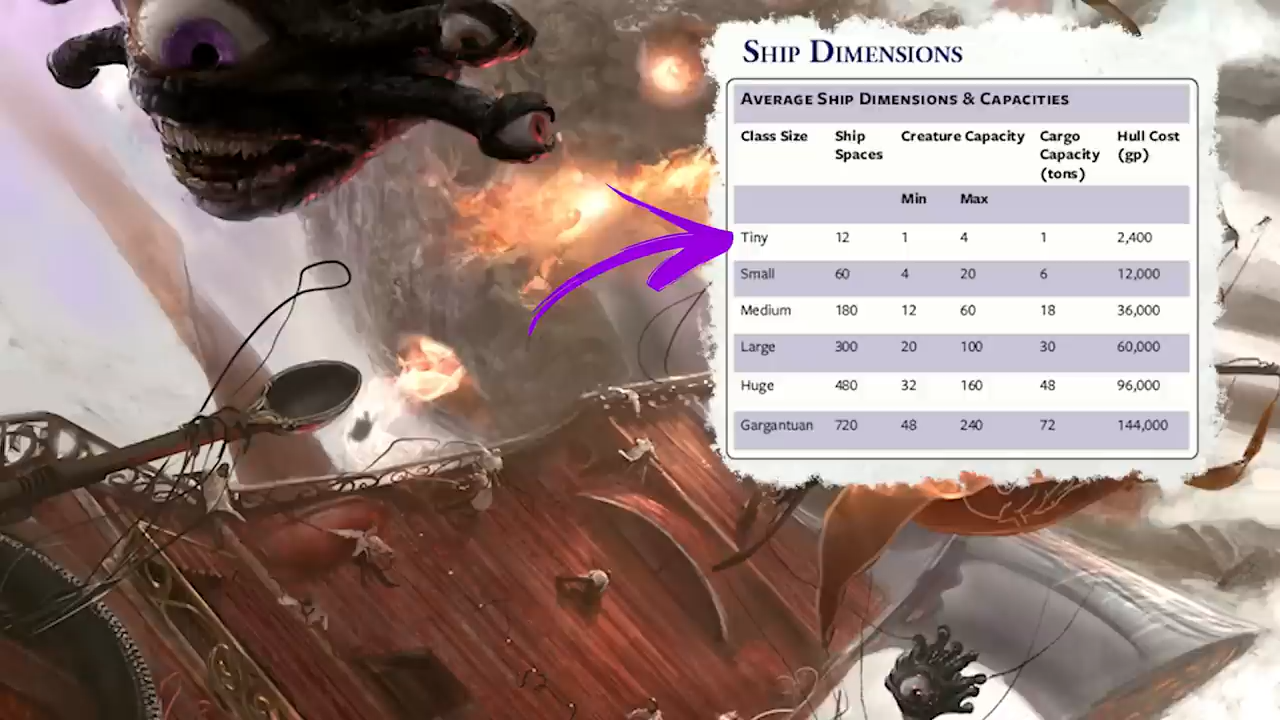 SHIP DIMENSIONS
AVERAGE SHIP DIMENSIONS & CAPACITIES
Class Size Ship Spaces Creature Capacity Cargo Capacity (tons) Hull Cost (gp)
Min Max
Tiny 12 1 4 1 2,400
Small 60 4 20 6 12,000
Medium 180 12 60 18 36,000
Large 300 20 100 30 60,000
Huge 480 32 160 48 96,000
Gargantuan 720 48 240 72 144,000